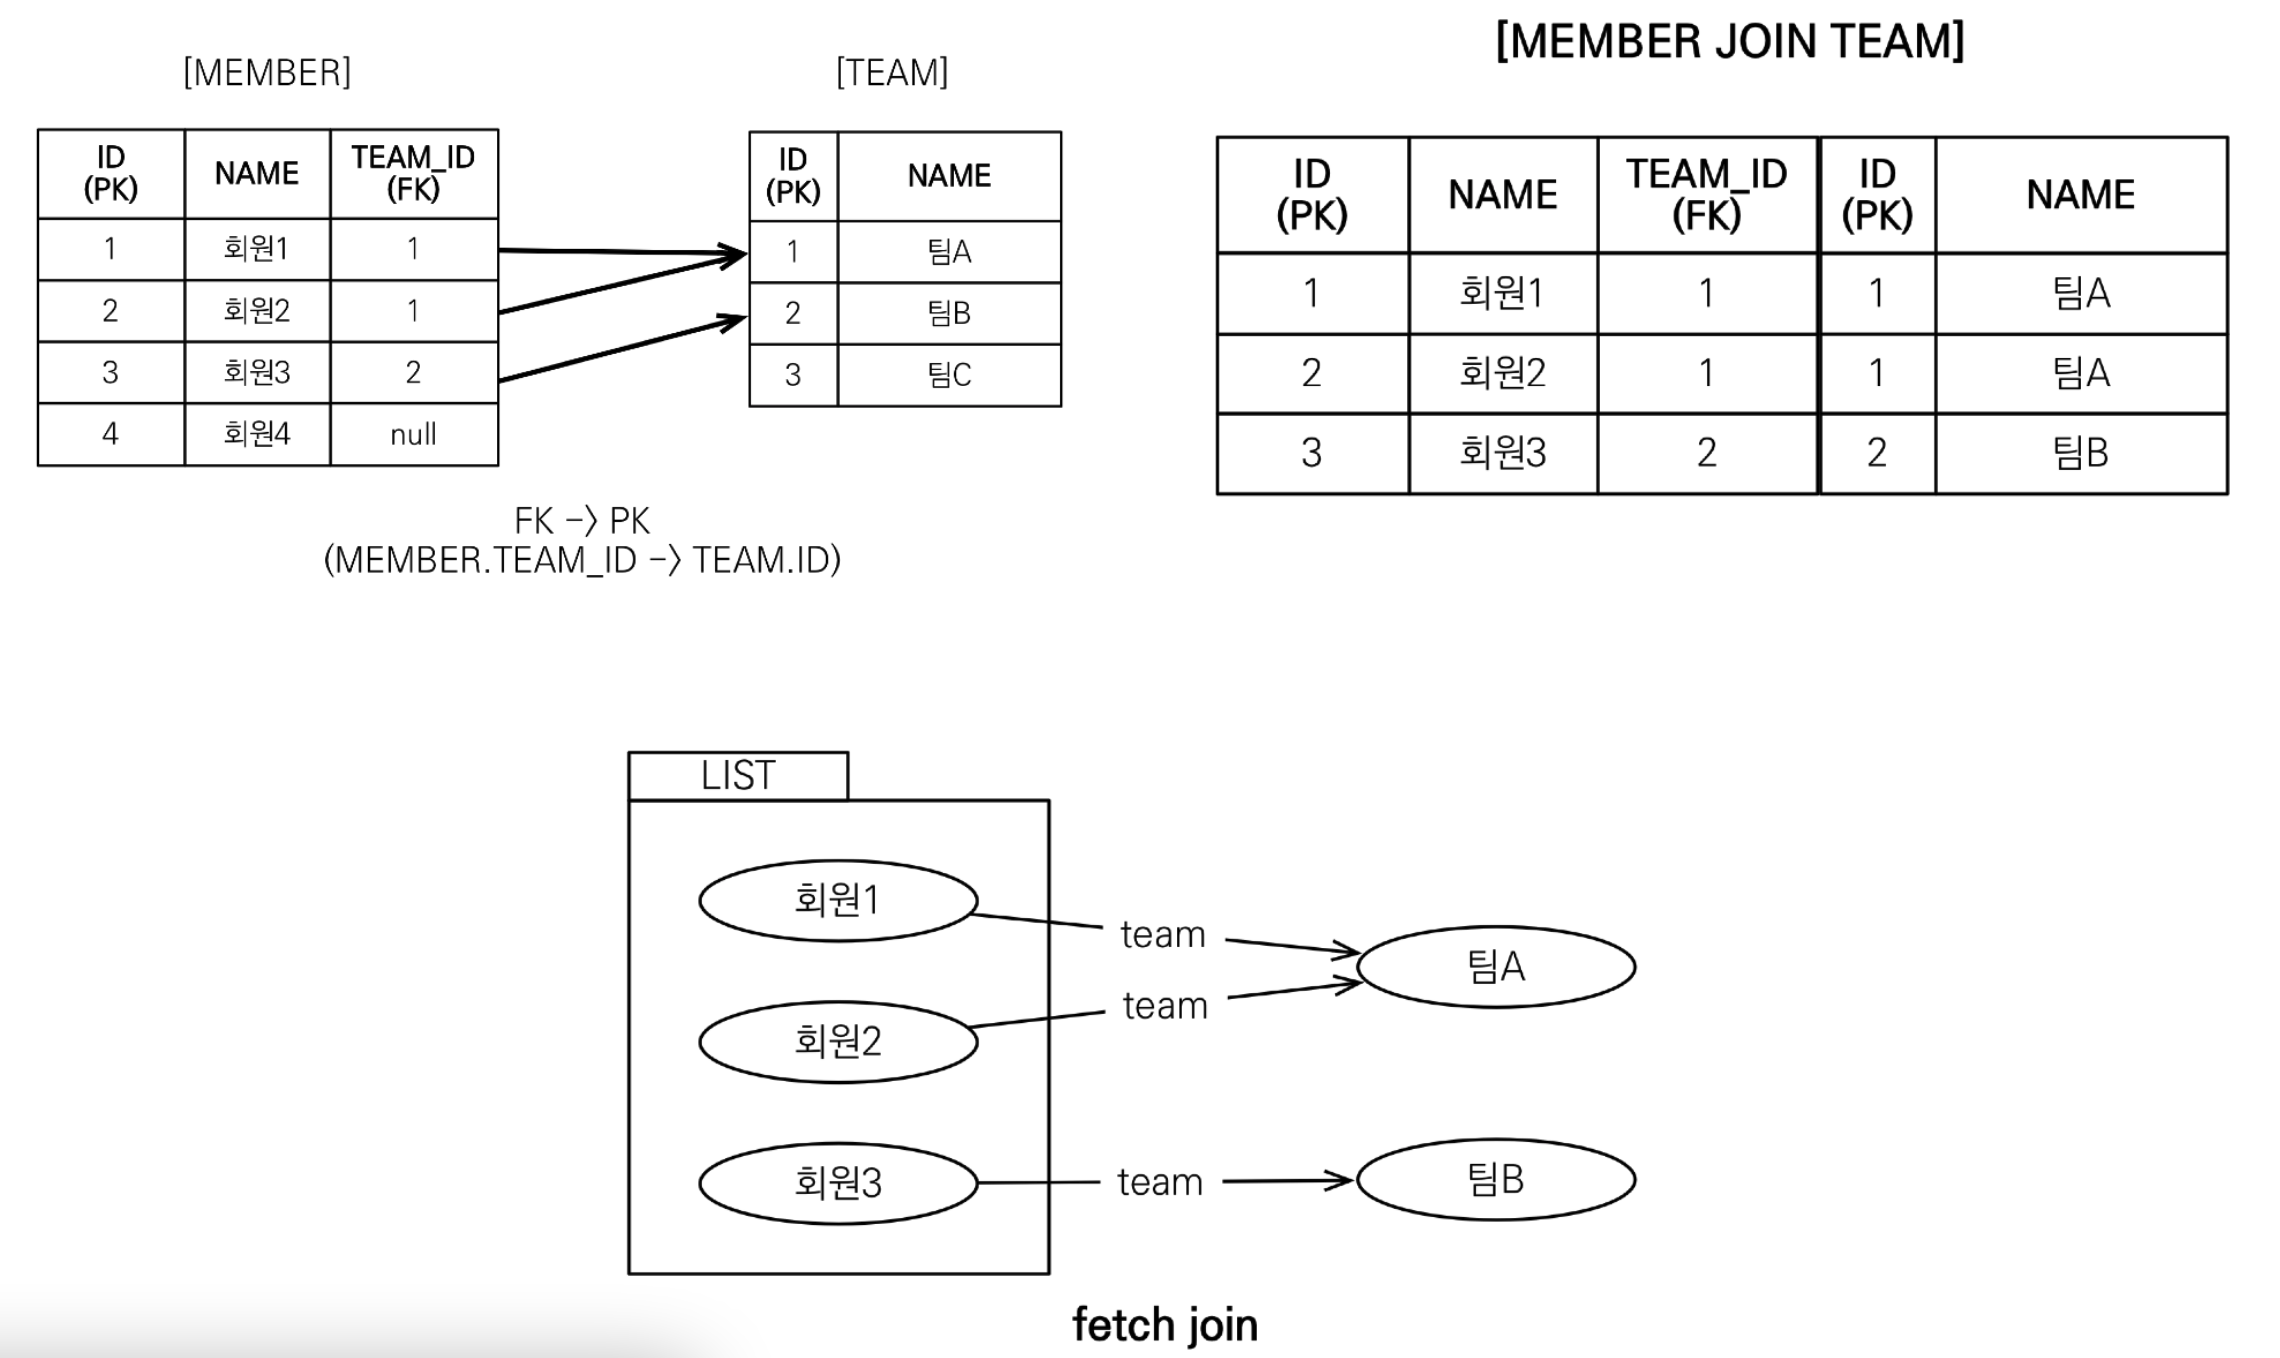 [MEMBER]
ID
(PK)
NAME
TEAM_ID
(FK)
1
회원1
1
2
회원2
1
3
회원3
2
4
회원4
null
[TEAM]
ID
(PK)
NAME
1
팀A
2
팀B
3
팀C
FK -> PK
(MEMBER.TEAM_ID -> TEAM.ID)
[MEMBER JOIN TEAM]
ID
(PK)
NAME
TEAM_ID
(FK)
ID
(PK)
NAME
1
회원1
1
1
팀A
2
회원2
1
1
팀A
3
회원3
2
2
팀B
LIST
회원1
team
팀A
회원2
team
회원3
team
팀B
fetch join